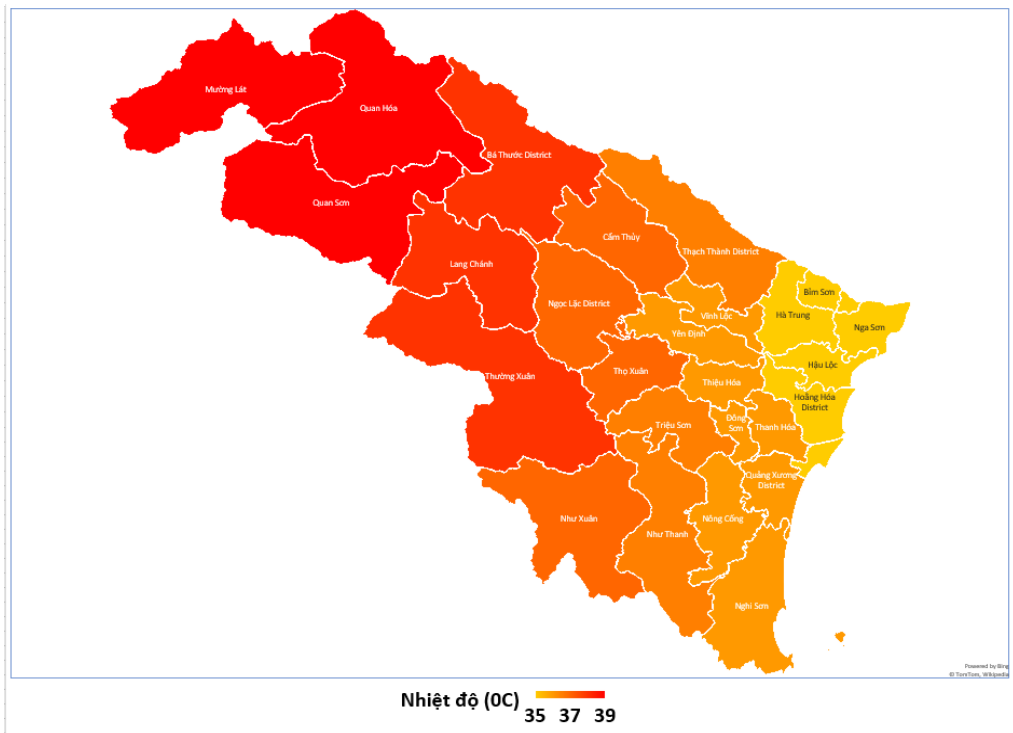 Mường Lát
Quan Hóa
Bá Thước District
Quan Sơn
Cẩm Thủy
Thạch Thành District
Lang Chánh
Bỉm Sơn
Ngọc Lặc District
Hà Trung
Vĩnh Lộc
Nga Sơn
Yên Định
Hậu Lộc
Thọ Xuân
Thường Xuân
Thiệu Hóa
Hoằng Hóa
District
Đông
Sơn
Triệu Sơn
Thanh Hóa
Quảng Xương
District
Như Xuân
Nông Cống
Như Thanh
Nghi Sơn
Powered by Bing
© TomTom, Wikipedia
Nhiệt độ (0C)
35 37 39